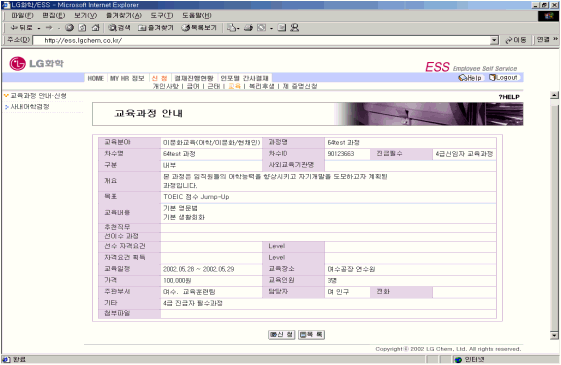 LG화학/ESS - Microsoft Internet Explorer
파일(F) 편집(E) 보기(V) 즐겨찾기(A) 도구(T) 도움말(H)
뒤로 검색 즐겨찾기 목록보기
주소(D) http://ess.lgchem.co.kr/ 이동 연결 »
LG화학
ESS Employee Self Service
HOME MY HR 정보 신 청 결재진행현황 인포멀 간사결재 Help Logout
개인사항 | 급여 | 근태 | 교육 | 복리후생 | 제 증명신청
교육과정 안내·신청
?HELP
사내어학검정
교육과정 안내
교육분야 이문화교육(어학/이문화/현채인) 과정명 64test 과정
차수명 64test 과정 차수ID 90123663 진급필수 4급신임자 교육과정
구분 내부 사외교육기관명
개요 본 과정은 임직원들의 어학능력을 향상시키고 자기개발을 도모하고자 계획된
과정입니다.
목표 TOEIC 점수 Jump-Up
교육내용 기본 영문법
기본 생활회화
추천직무
선이수 과정
선수 자격요건 Level
자격요건 획득 Level
교육일정 2002.05.28 ~ 2002.05.29 교육장소 여수공장 연수원
가격 100,000원 교육인원 3명
주관부서 여수. 교육훈련팀 담당자 여 인구 전화
기타 4급 진급자 필수과정
첨부파일
신 청 목 록
Copyright © 2002 LG Chem, Ltd. All rights reserved.
완료 인터넷